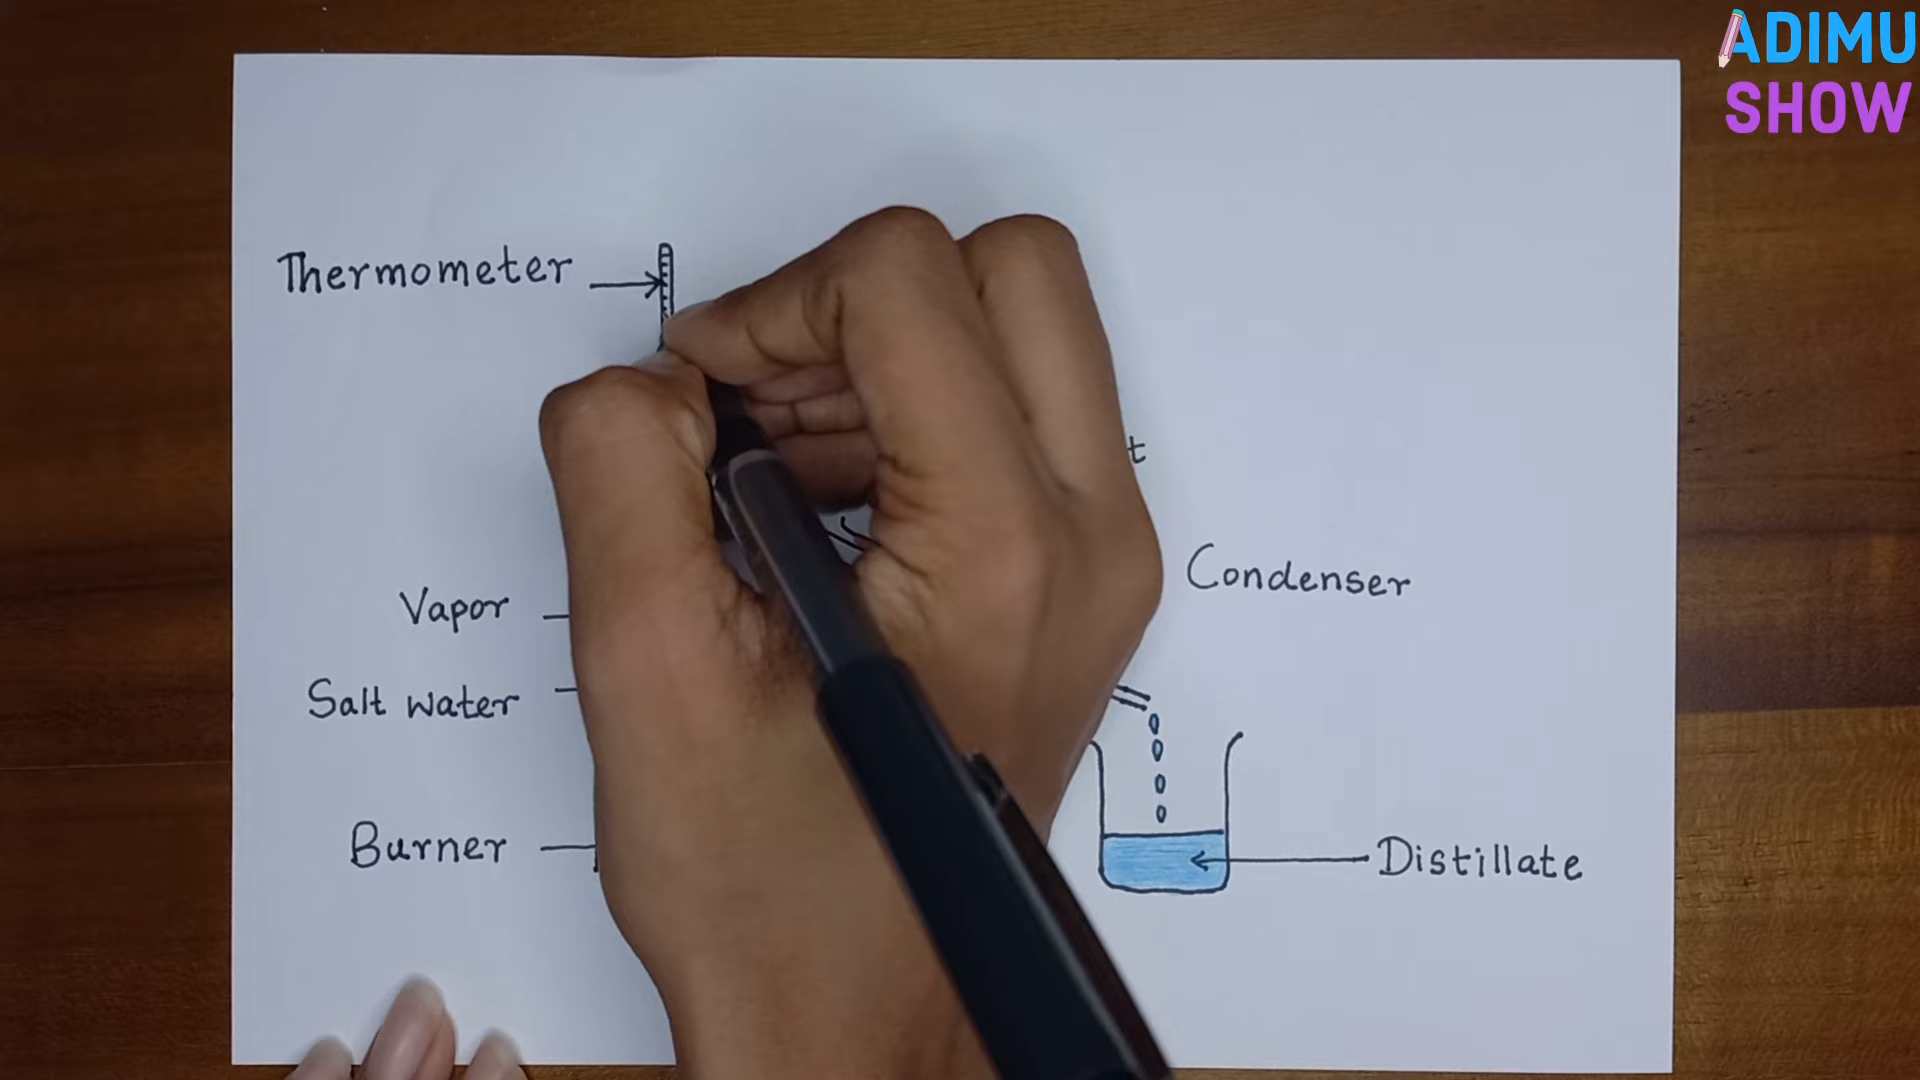 ADIMU
SHOW
Thermometer
Condenser
Vapor
Salt water
Burner
Distillate